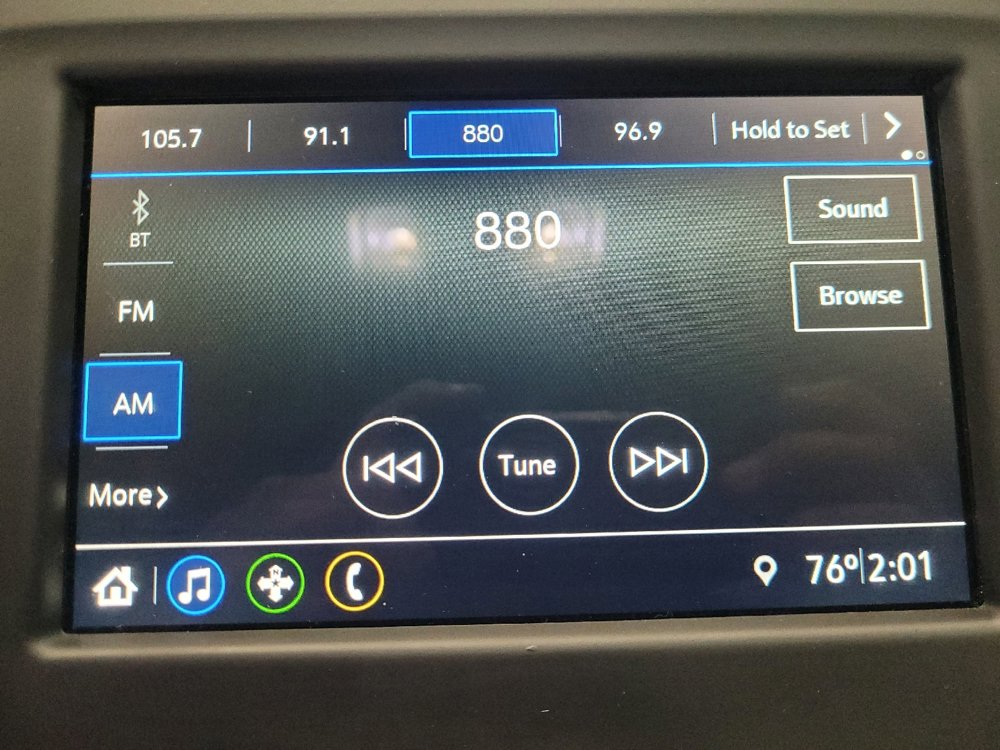 105.7 | 91.1 | 880 | 96.9 | Hold to Set | >
BT
880
Sound
FM
Browse
AM
Tune
More>
N
76° | 2:01